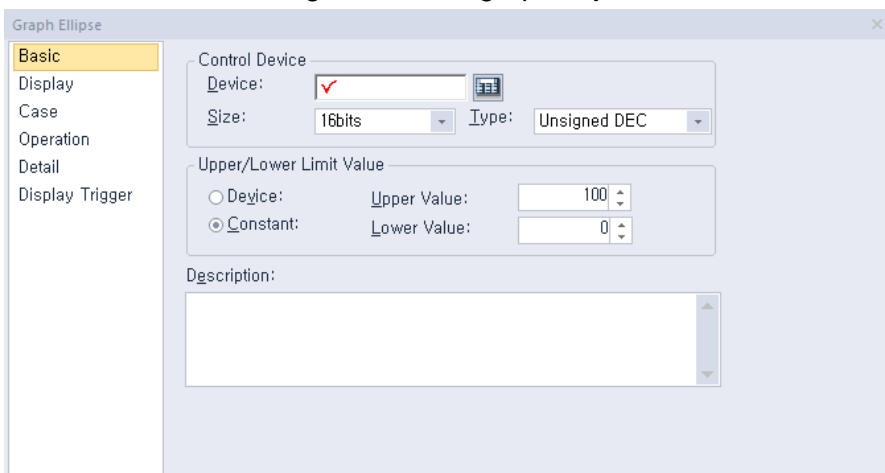 Graph Ellipse
Basic
Display
Case
Operation
Detail
Display Trigger
Control Device
Device:
Size: 16bits Type: Unsigned DEC
Upper/Lower Limit Value
Device: Upper Value: 100
Constant: Lower Value: 0
Description: